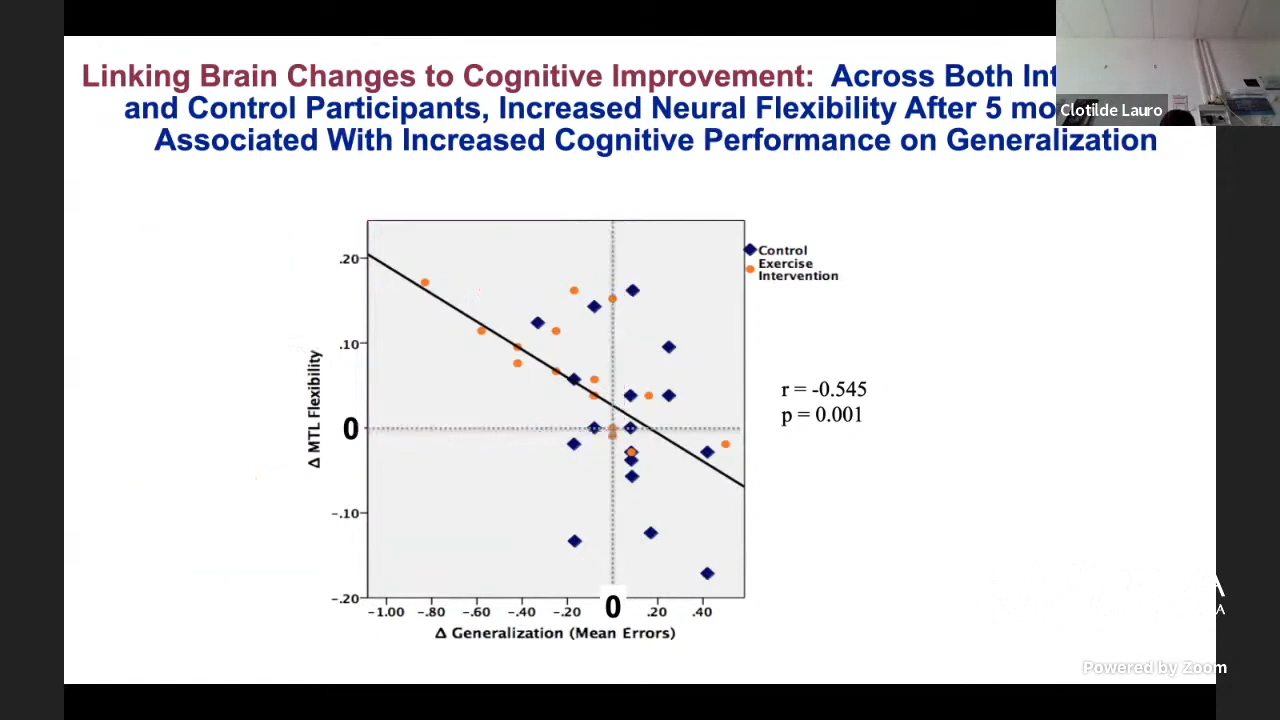 Linking Brain Changes to Cognitive Improvement: Across Both
and Control Participants, Increased Neural Flexibility After 5
Associated With Increased Cognitive Performance on Generalization
Clotilde Lauro
Control
Exercise
Intervention
.20
.10
0
-.10
-.20
Δ MTL Flexibility
r = -0.545
p = 0.001
-1.00 -.80 -.60 -.40 -.20 0 .20 .40
Δ Generalization (Mean Errors)
A
A
Powered by Zoom